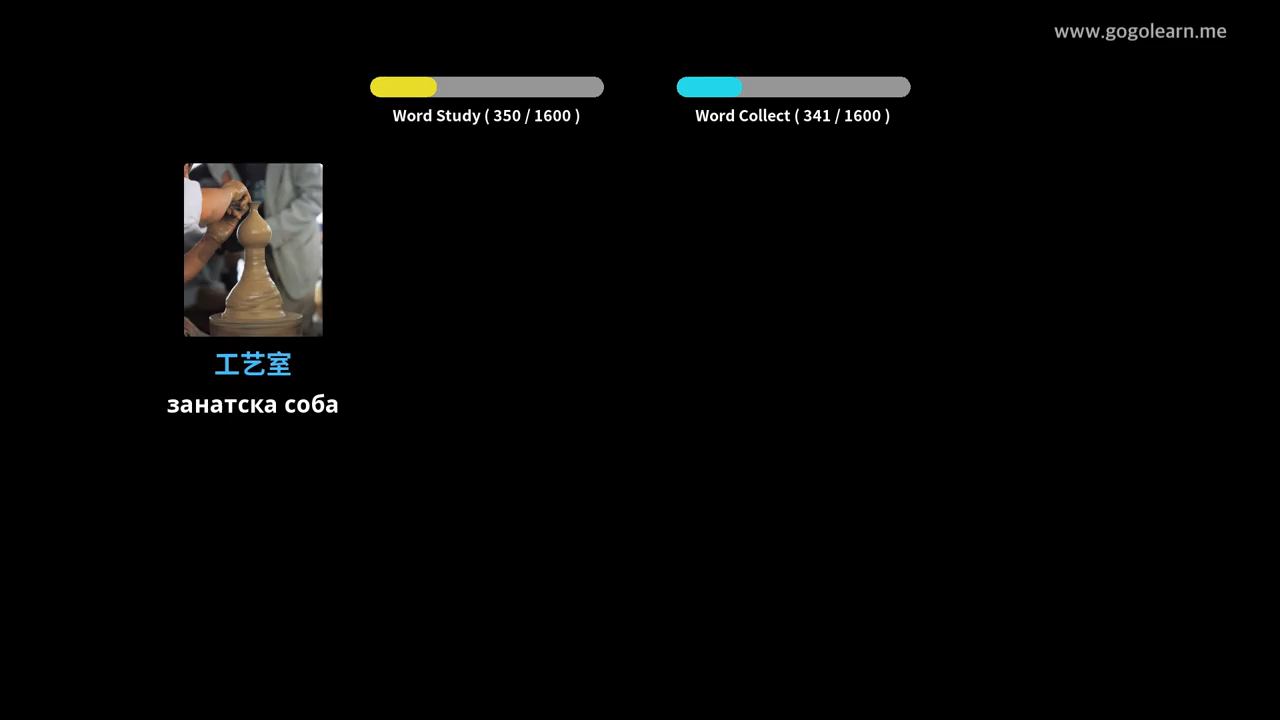 www.gogolearn.me
Word Study ( 350 / 1600 )
Word Collect ( 341 / 1600 )
工艺室
занатска соба